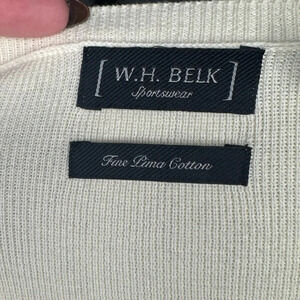 [ W.H. BELK ]
Sportswear
Fine Pima Cotton